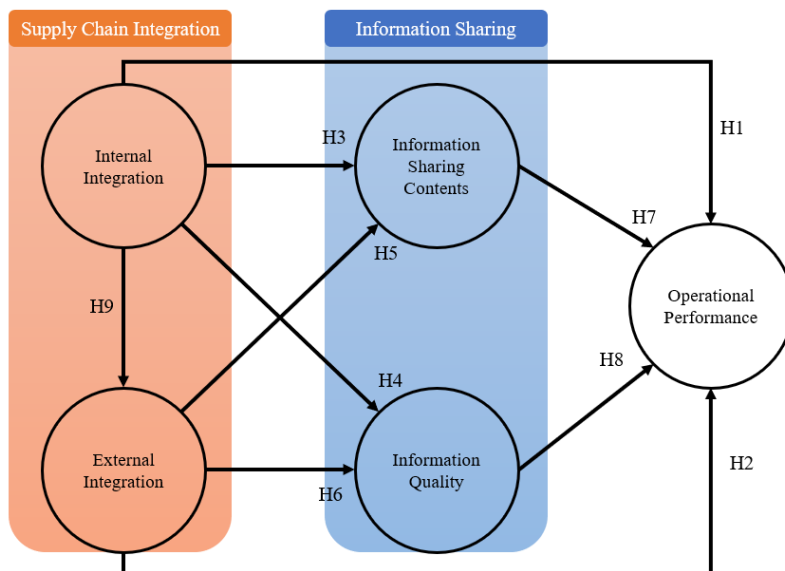 Supply Chain Integration
Information Sharing
H1
H3
Internal
Integration
Information
Sharing
Contents
H7
H5
H9
Operational
Performance
H4
H8
External
Integration
Information
Quality
H6
H2